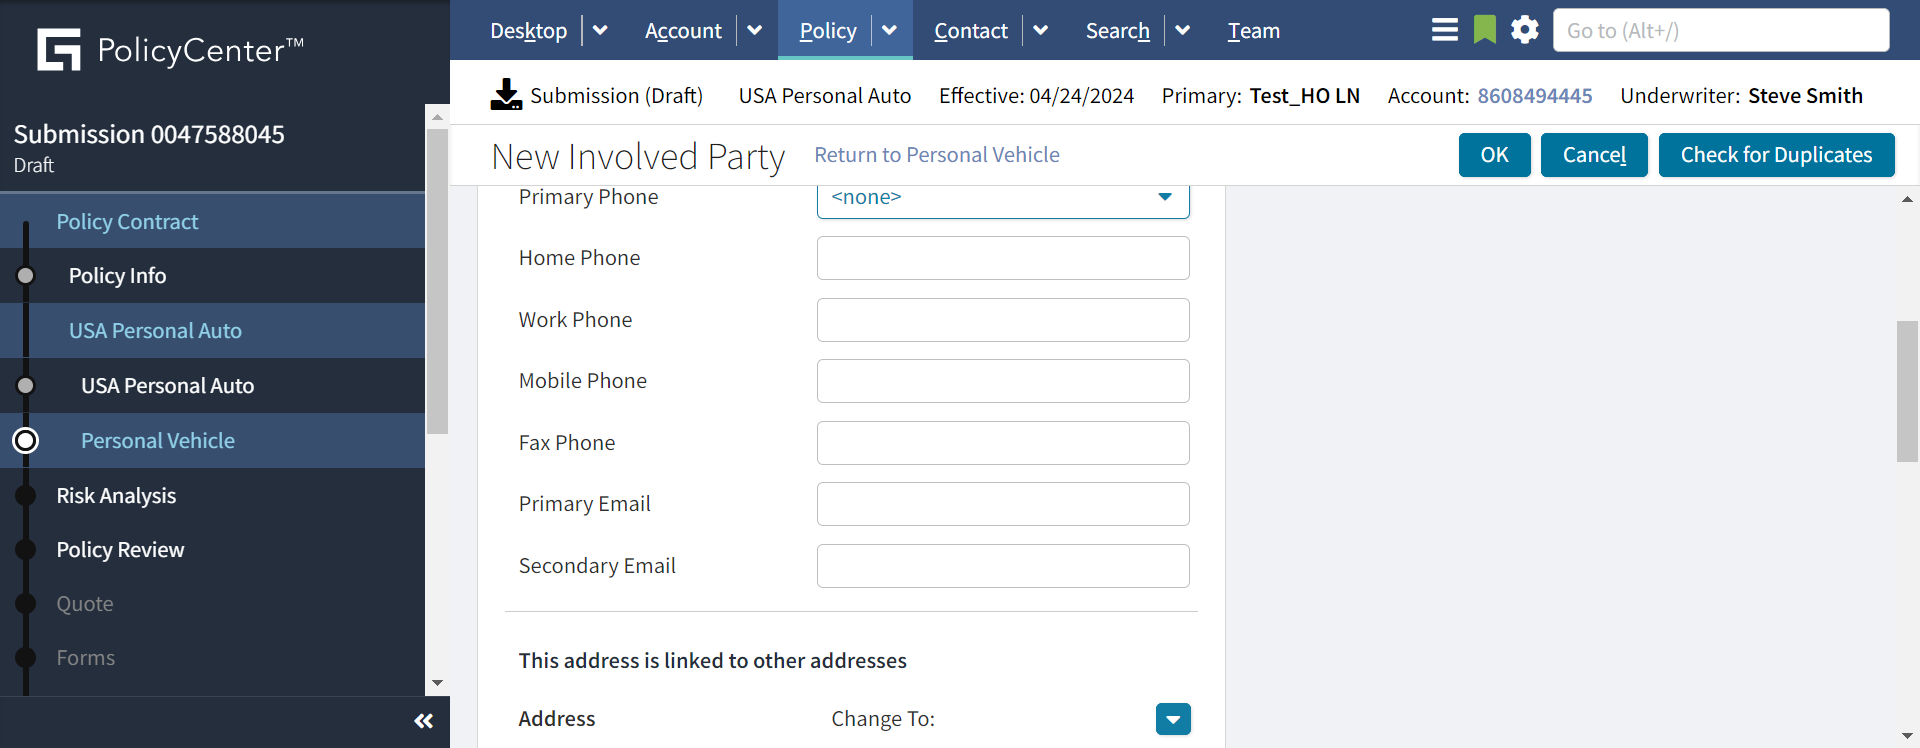 PolicyCenter™
Desktop
Account
Policy
Contact
Search
Team
Go to (Alt+/)
Submission (Draft)
USA Personal Auto
Effective: 04/24/2024
Primary: Test_HO LN
Account: 8608494445
Underwriter: Steve Smith
Submission 0047588045
Draft
New Involved Party
Return to Personal Vehicle
OK
Cancel
Check for Duplicates
Policy Contract
Policy Info
USA Personal Auto
USA Personal Auto
Personal Vehicle
Risk Analysis
Policy Review
Quote
Forms
Primary Phone
<none>
Home Phone
Work Phone
Mobile Phone
Fax Phone
Primary Email
Secondary Email
This address is linked to other addresses
Address
Change To: